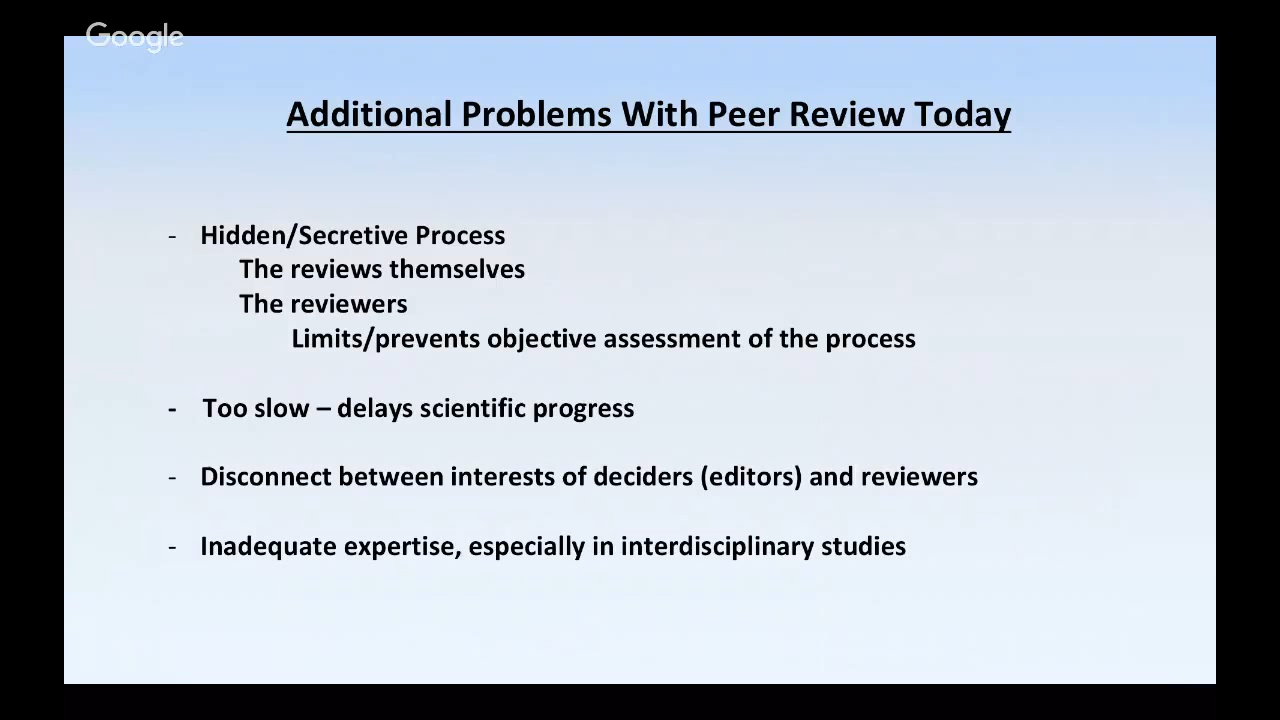 Google
Additional Problems With Peer Review Today
- Hidden/Secretive Process
The reviews themselves
The reviewers
Limits/prevents objective assessment of the process
- Too slow – delays scientific progress
- Disconnect between interests of deciders (editors) and reviewers
- Inadequate expertise, especially in interdisciplinary studies